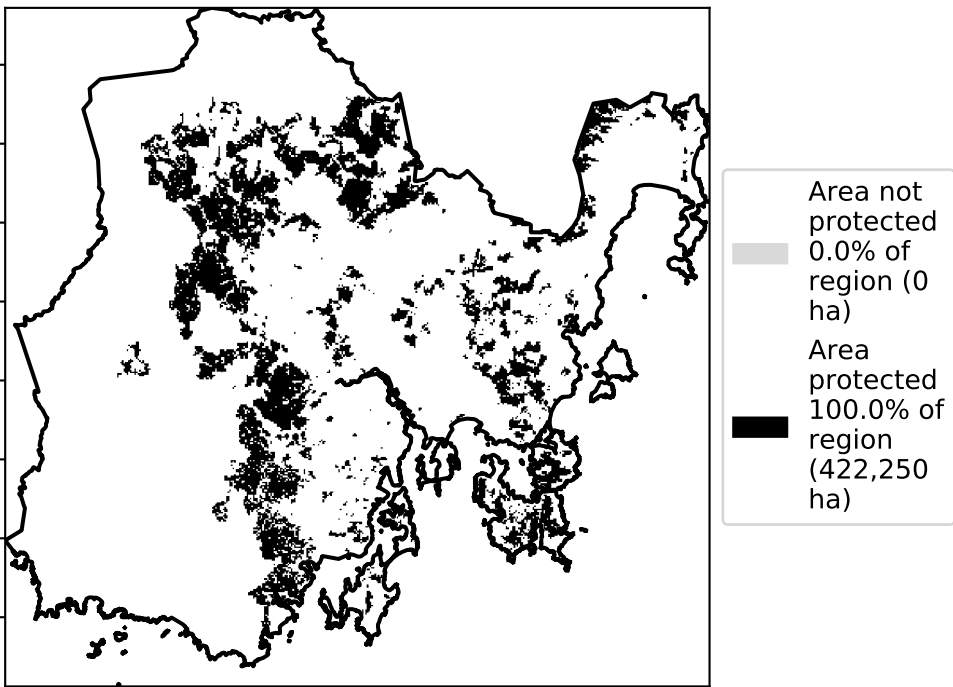 Area not
protected
0.0% of
region (0
ha)
Area
protected
100.0% of
region
(422,250
ha)